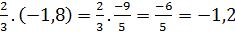 2/3 . (−1,8) = 2/3 . −9/5 = −6/5 = −1,2